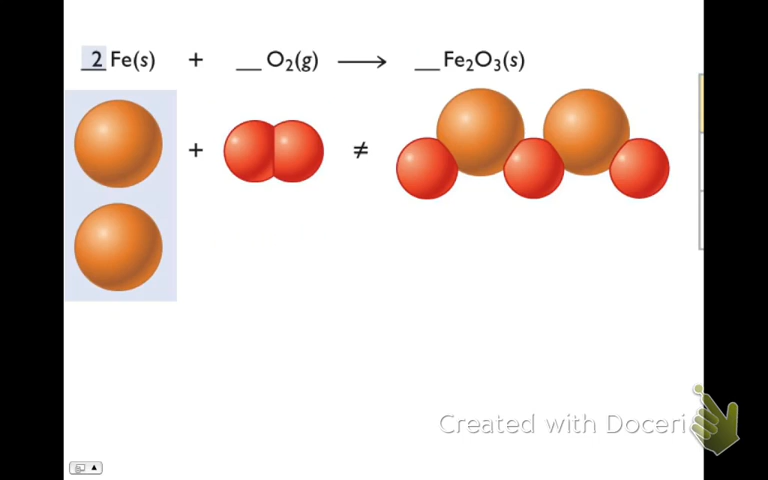 2 Fe(s) + __ O₂(g) ⟶ __ Fe₂O₃(s)
+ ≠
Created with Doceri